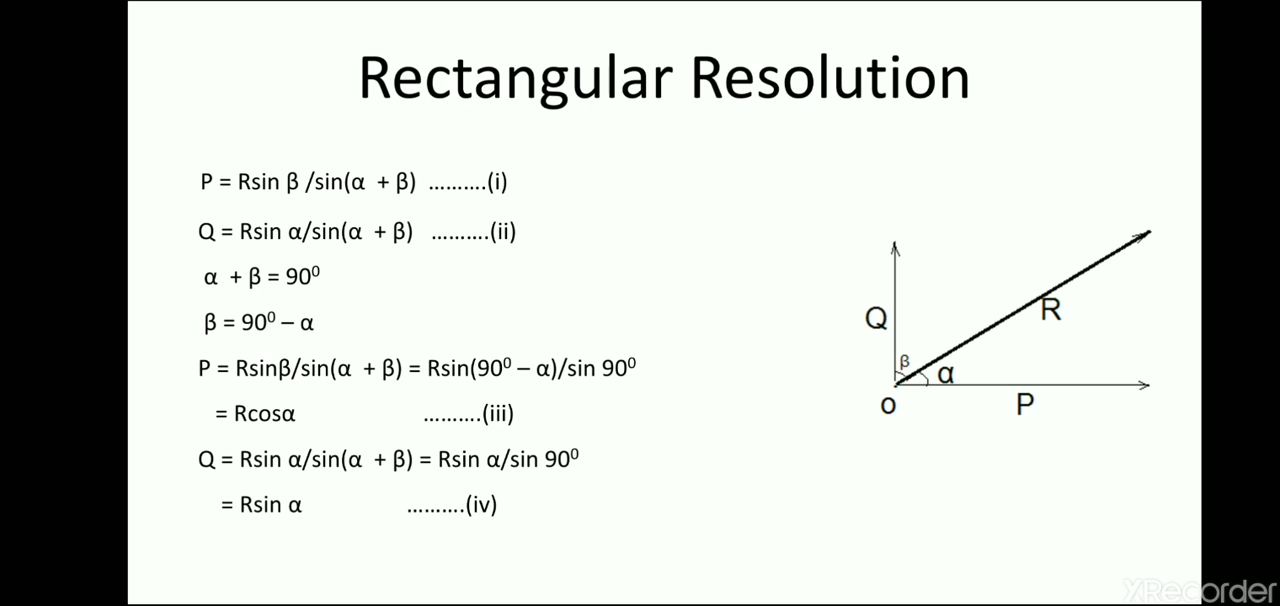 Rectangular Resolution
P = Rsin β /sin(α + β) ……….(i)
Q = Rsin α/sin(α + β) ……….(ii)
α + β = 90⁰
β = 90⁰ – α
P = Rsinβ/sin(α + β) = Rsin(90⁰ – α)/sin 90⁰
= Rcosα ……….(iii)
Q = Rsin α/sin(α + β) = Rsin α/sin 90⁰
= Rsin α ……….(iv)
Q
R
β
α
o
P
XRecorder